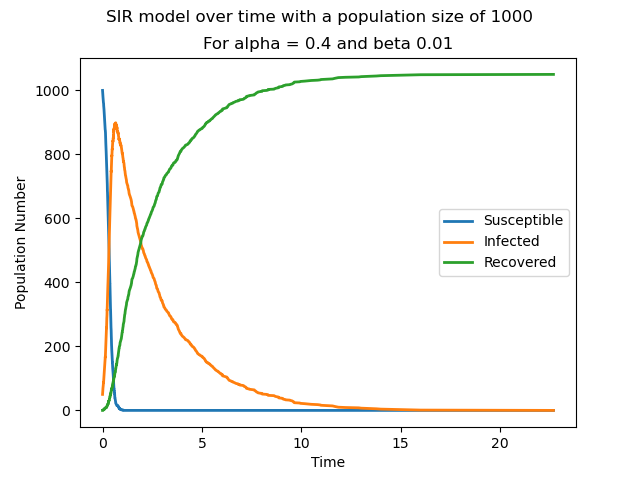 SIR model over time with a population size of 1000
For alpha = 0.4 and beta 0.01
1000
800
600
400
200
0
Population Number
Susceptible
Infected
Recovered
0 5 10 15 20
Time